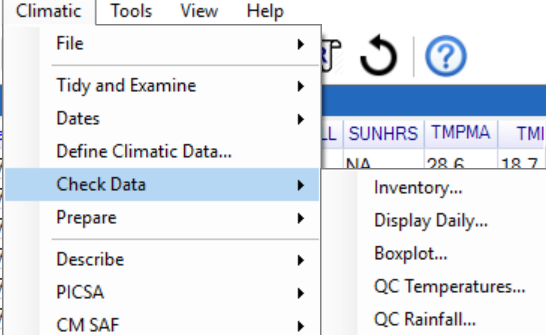 Climatic Tools View Help
File
Tidy and Examine
Dates
LL SUNHRS TMPMA TMI
Define Climatic Data...
NA 28.6 18.7
Check Data
Inventory...
Prepare
Display Daily...
Boxplot...
Describe
QC Temperatures...
PICSA
QC Rainfall...
CM SAF